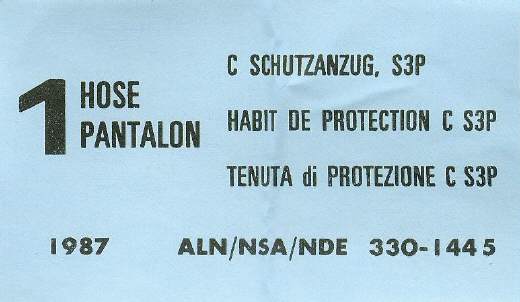 1 HOSE
PANTALON
C SCHUTZANZUG, S3P
HABIT DE PROTECTION C S3P
TENUTA di PROTEZIONE C S3P
1987 ALN/NSA/NDE 330-1445